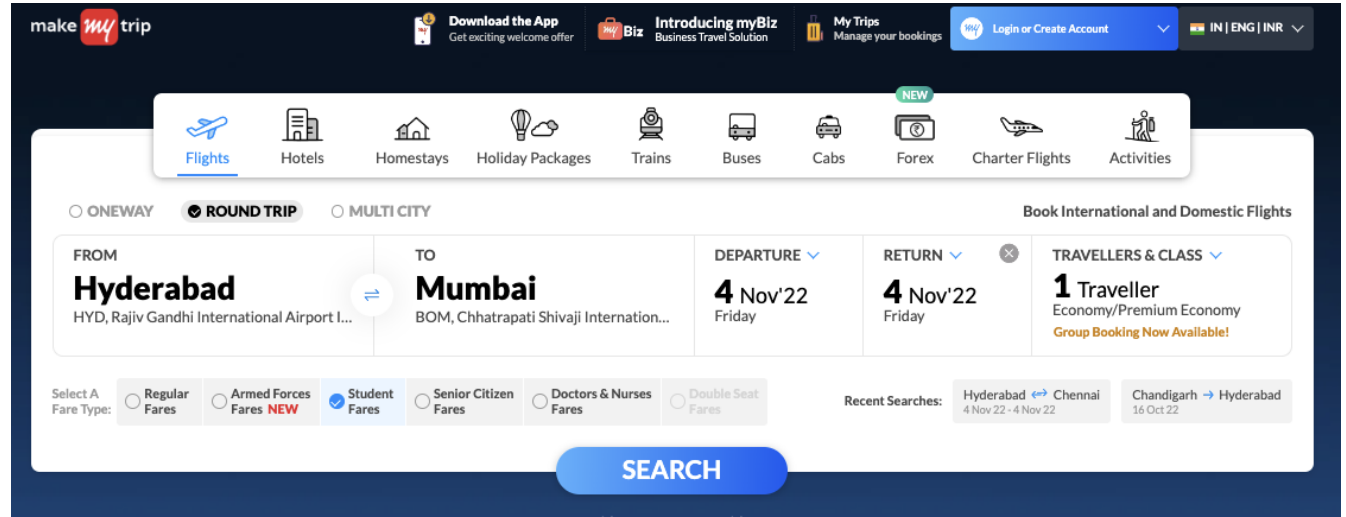 make my trip
Download the App
Get exciting welcome offer
my Biz
Introducing myBiz
Business Travel Solution
My Trips
Manage your bookings
my Login or Create Account
IN | ENG | INR
NEW
Flights
Hotels
Homestays
Holiday Packages
Trains
Buses
Cabs
Forex
Charter Flights
Activities
ONEWAY
ROUND TRIP
MULTI CITY
Book International and Domestic Flights
FROM
Hyderabad
HYD, Rajiv Gandhi International Airport I...
TO
Mumbai
BOM, Chhatrapati Shivaji Internation...
DEPARTURE
4 Nov'22
Friday
RETURN
4 Nov'22
Friday
TRAVELLERS & CLASS
1 Traveller
Economy/Premium Economy
Group Booking Now Available!
Select A
Fare Type:
Regular
Fares
Armed Forces
Fares NEW
Student
Fares
Senior Citizen
Fares
Doctors & Nurses
Fares
Double Seat
Fares
Recent Searches:
Hyderabad ⟷ Chennai
4 Nov 22 - 4 Nov 22
Chandigarh → Hyderabad
16 Oct 22
SEARCH